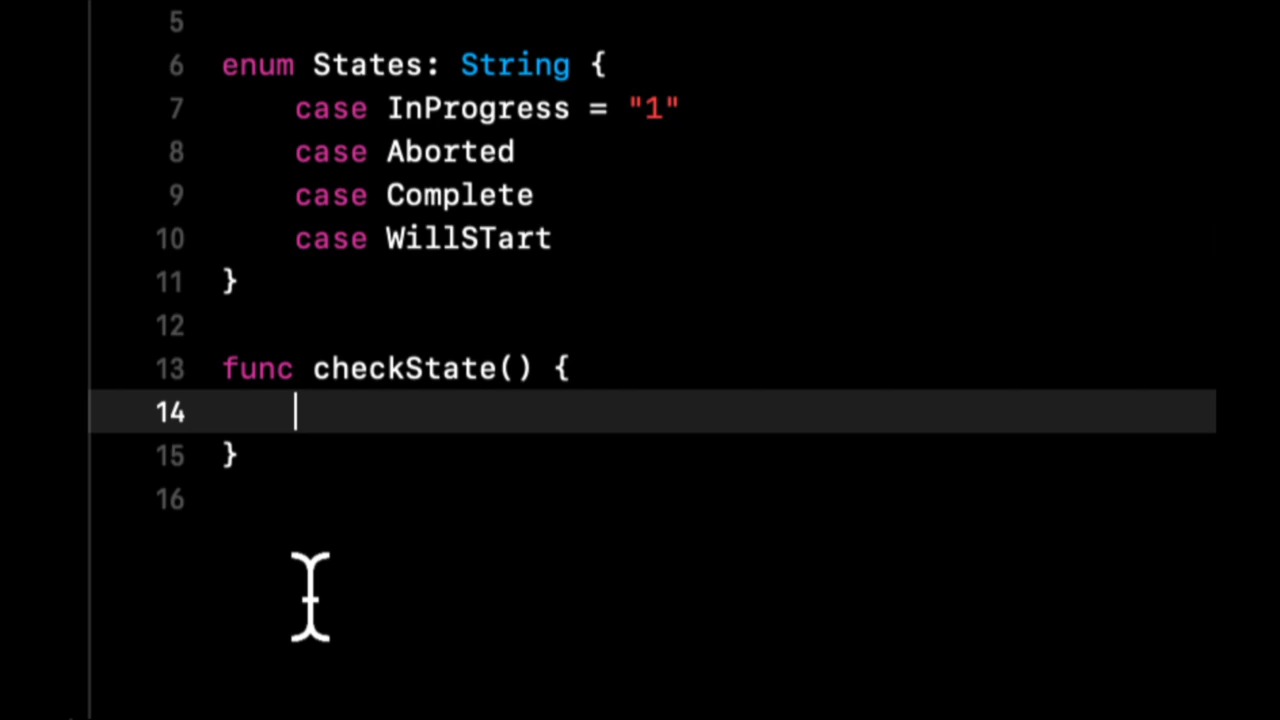 5
6 enum States: String {
7 case InProgress = "1"
8 case Aborted
9 case Complete
10 case WillSTart
11 }
12
13 func checkState() {
14
15 }
16